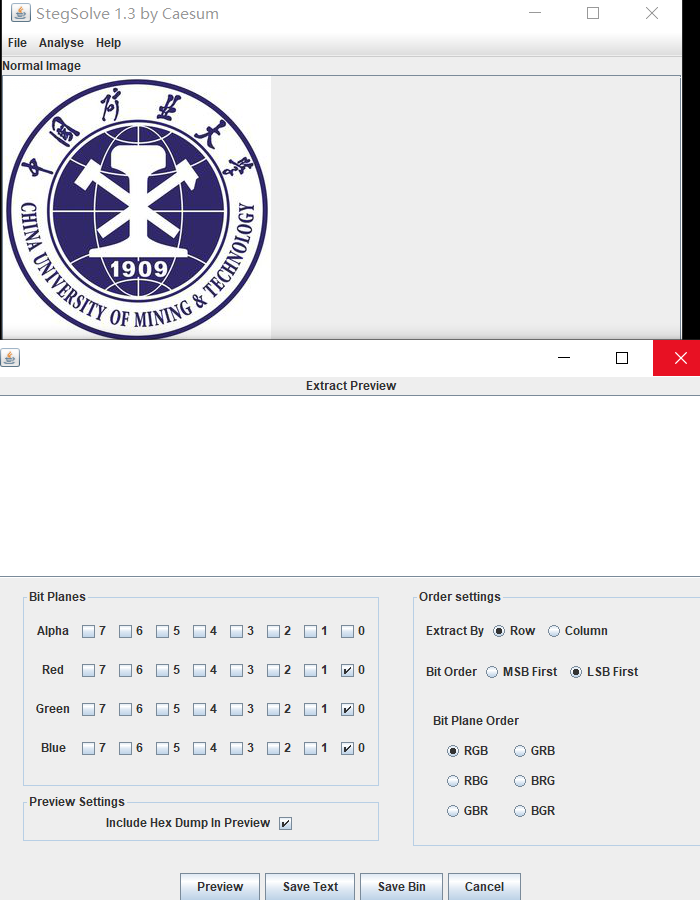 StegSolve 1.3 by Caesum
File Analyse Help
Normal Image
中國矿业大学
CHINA UNIVERSITY OF MINING & TECHNOLOGY
1909
Extract Preview
Bit Planes
Alpha 7 6 5 4 3 2 1 0
Red 7 6 5 4 3 2 1 0
Green 7 6 5 4 3 2 1 0
Blue 7 6 5 4 3 2 1 0
Preview Settings
Include Hex Dump In Preview
Order settings
Extract By Row Column
Bit Order MSB First LSB First
Bit Plane Order
RGB GRB
RBG BRG
GBR BGR
Preview Save Text Save Bin Cancel